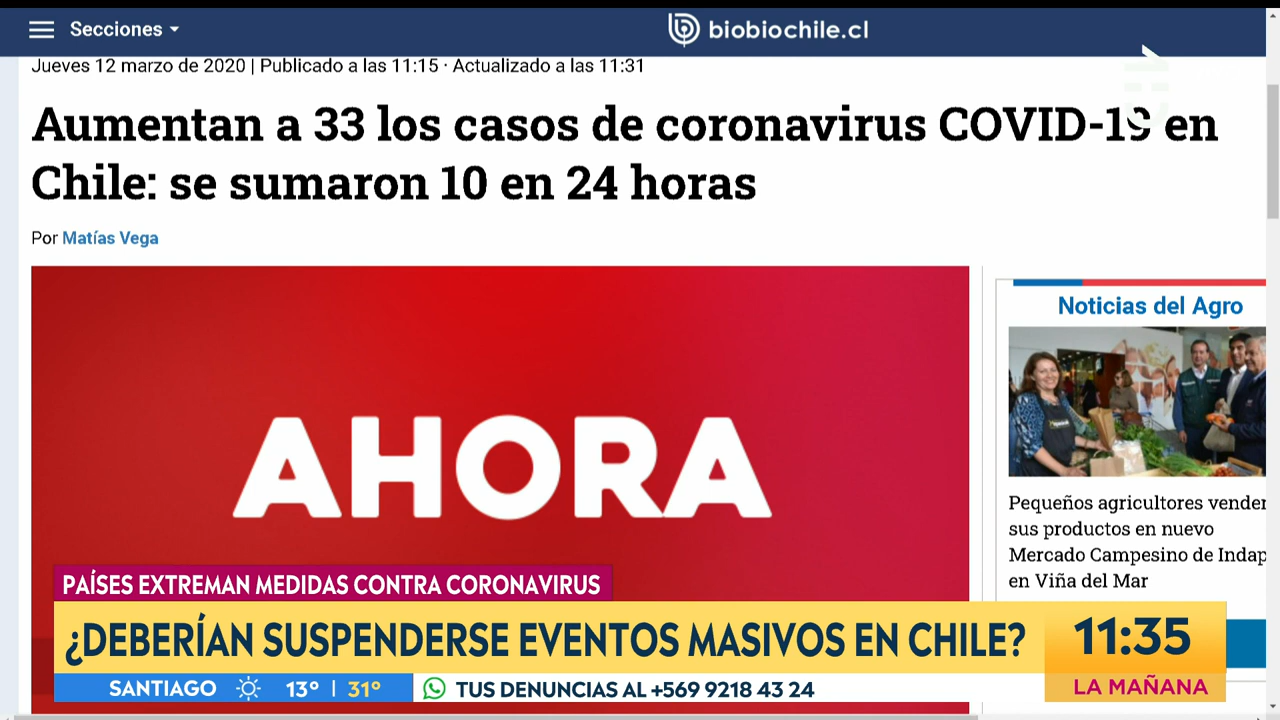 Secciones
biobiochile.cl
Jueves 12 marzo de 2020 | Publicado a las 11:15 · Actualizado a las 11:31
Aumentan a 33 los casos de coronavirus COVID-19 en
Chile: se sumaron 10 en 24 horas
Por Matías Vega
AHORA
Noticias del Agro
Pequeños agricultores venden
sus productos en nuevo
Mercado Campesino de Indap
en Viña del Mar
PAÍSES EXTREMAN MEDIDAS CONTRA CORONAVIRUS
¿DEBERÍAN SUSPENDERSE EVENTOS MASIVOS EN CHILE?
11:35
LA MAÑANA
SANTIAGO 13° | 31°
TUS DENUNCIAS AL +569 9218 43 24